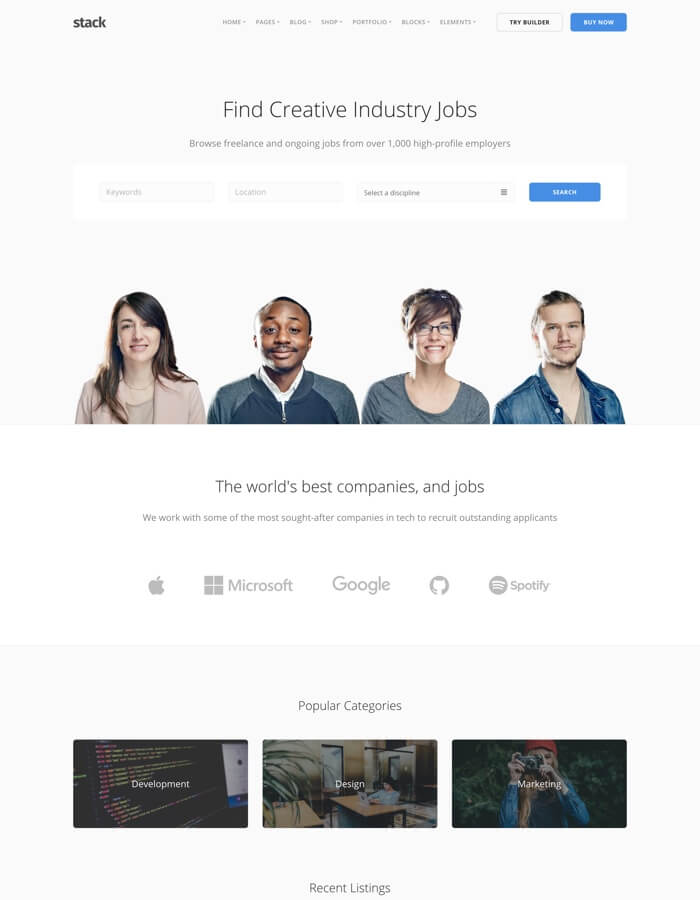 stack
HOME PAGES BLOG SHOP PORTFOLIO BLOCKS ELEMENTS TRY BUILDER BUY NOW
Find Creative Industry Jobs
Browse freelance and ongoing jobs from over 1,000 high-profile employers
Keywords Location Select a discipline SEARCH
The world's best companies, and jobs
We work with some of the most sought-after companies in tech to recruit outstanding applicants
Microsoft Google Spotify
Popular Categories
Development Design Marketing
Recent Listings